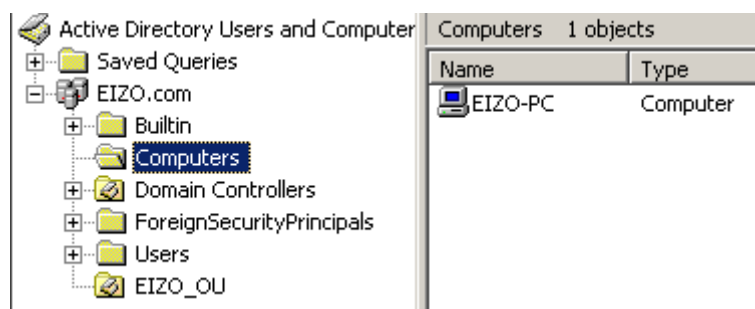 Active Directory Users and Computer
Saved Queries
EIZO.com
Builtin
Computers
Domain Controllers
ForeignSecurityPrincipals
Users
EIZO_OU
Computers 1 objects
Name Type
EIZO-PC Computer